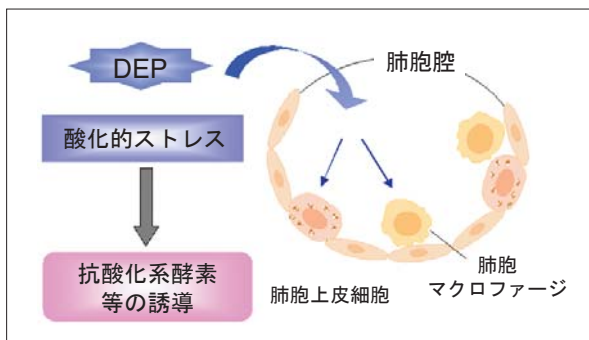 DEP
肺胞腔
酸化的ストレス
抗酸化系酵素
等の誘導
肺胞上皮細胞
肺胞
マクロファージ